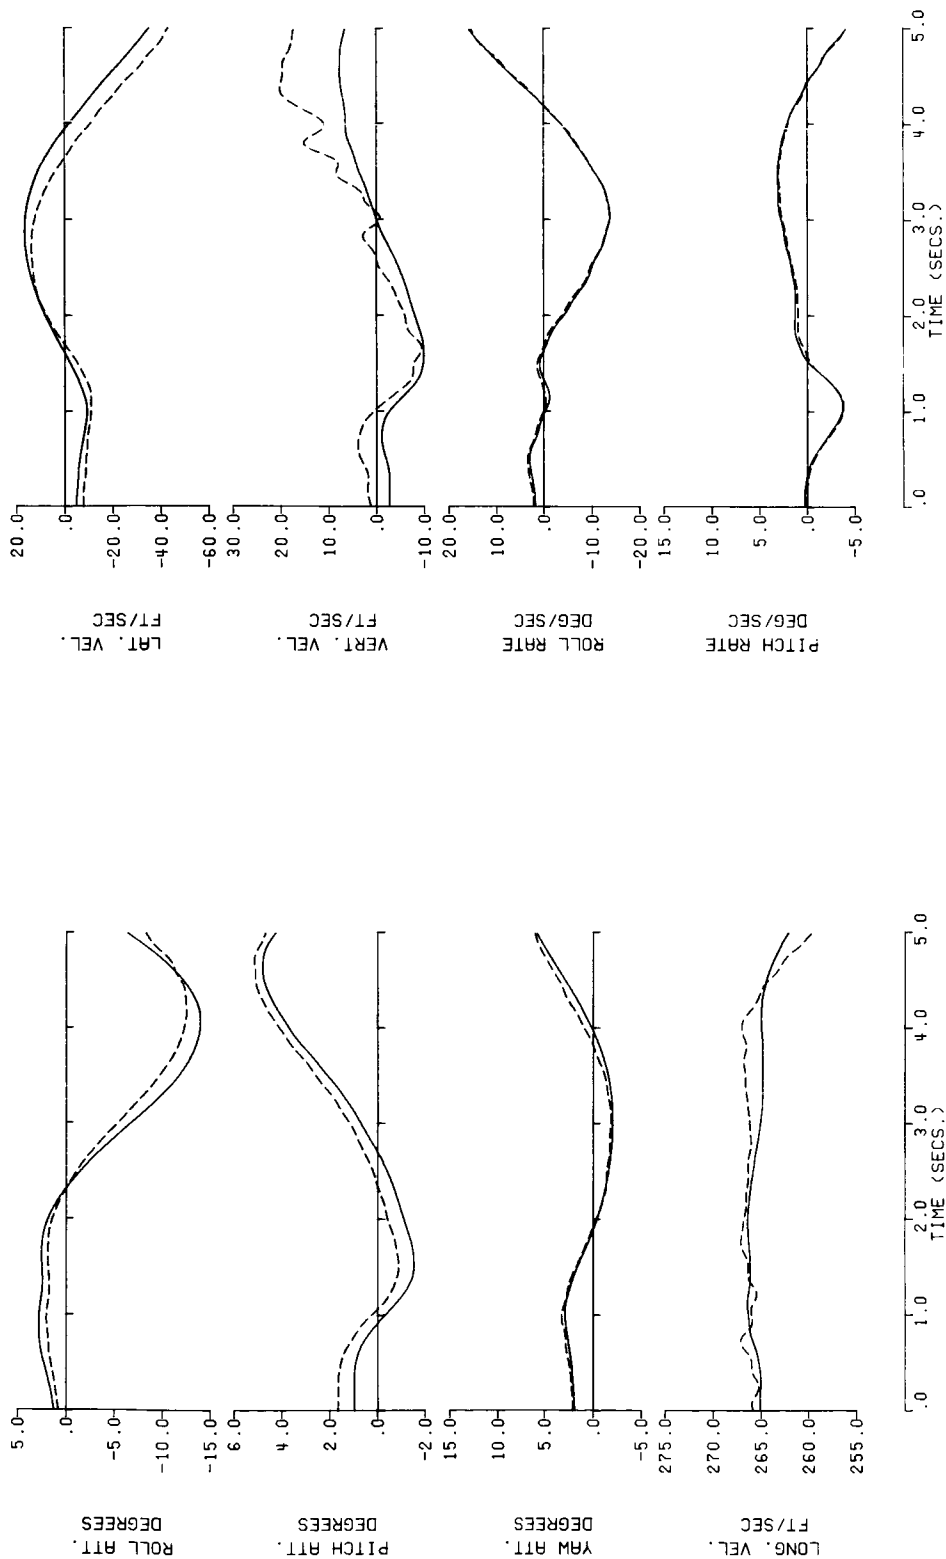 ROLL ATT.
DEGREES
5.0
.0
-5.0
-10.0
-15.0
PITCH ATT.
DEGREES
6.0
4.0
2.0
.0
-2.0
YAW ATT.
DEGREES
15.0
10.0
5.0
.0
-5.0
LONG. VEL.
FT/SEC
275.0
270.0
265.0
260.0
255.0
.0
1.0
2.0
3.0
4.0
5.0
TIME (SECS.)
LAT. VEL.
FT/SEC
20.0
.0
-20.0
-40.0
-60.0
VERT. VEL.
FT/SEC
30.0
20.0
10.0
.0
-10.0
ROLL RATE
DEG/SEC
20.0
10.0
.0
-10.0
-20.0
PITCH RATE
DEG/SEC
15.0
10.0
5.0
.0
-5.0
.0
1.0
2.0
3.0
4.0
5.0
TIME (SECS.)